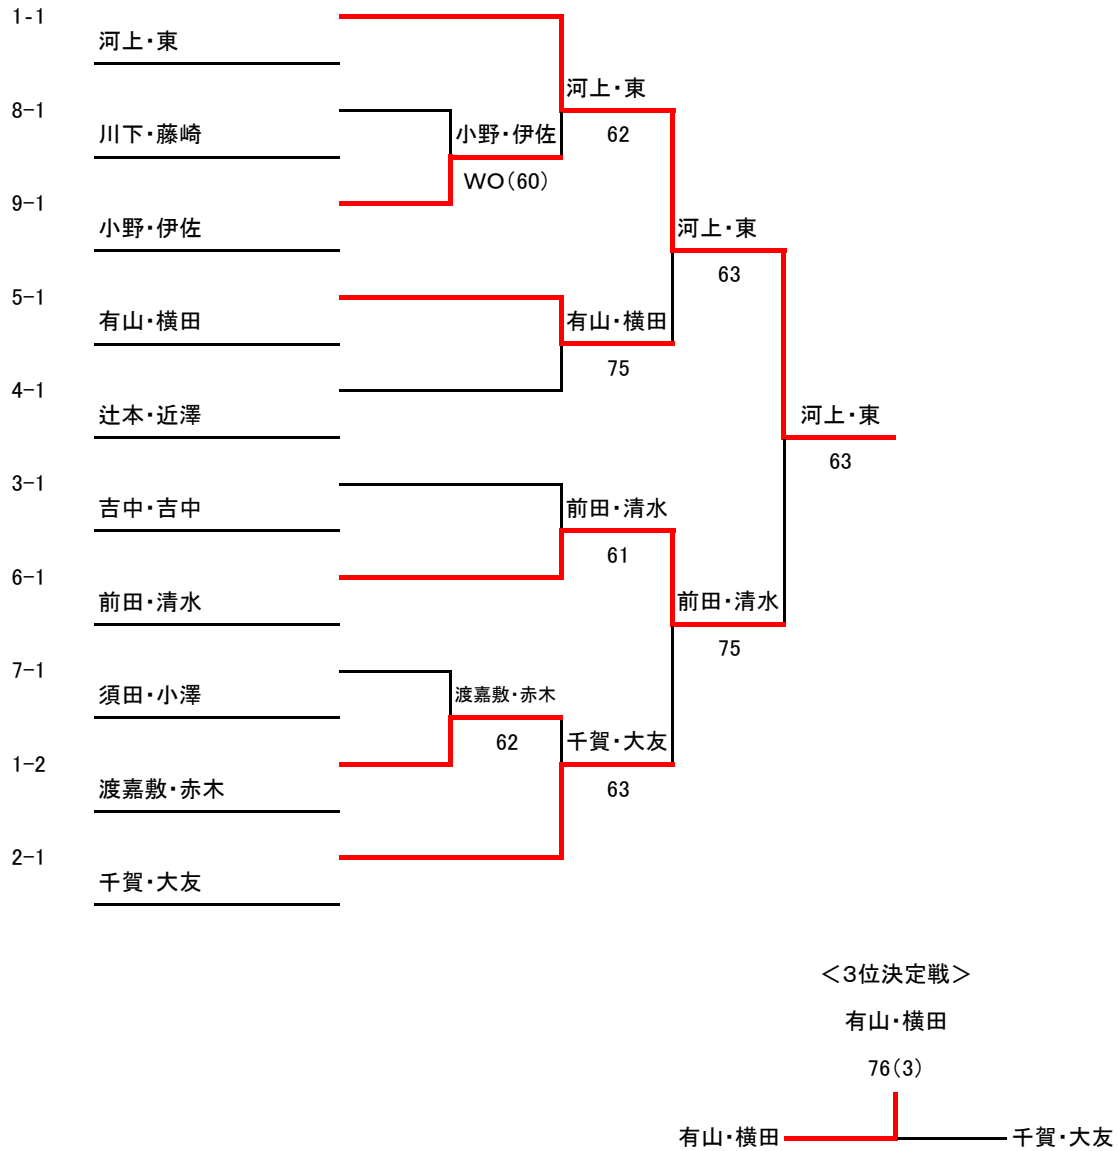 1-1
河上・東
河上・東
8-1
川下・藤崎
小野・伊佐
62
WO(60)
9-1
小野・伊佐
河上・東
63
5-1
有山・横田
有山・横田
75
4-1
辻本・近澤
河上・東
63
3-1
吉中・吉中
前田・清水
61
6-1
前田・清水
前田・清水
75
7-1
須田・小澤
渡嘉敷・赤木
62
千賀・大友
1-2
渡嘉敷・赤木
63
2-1
千賀・大友
＜3位決定戦＞
有山・横田
76(3)
有山・横田
千賀・大友